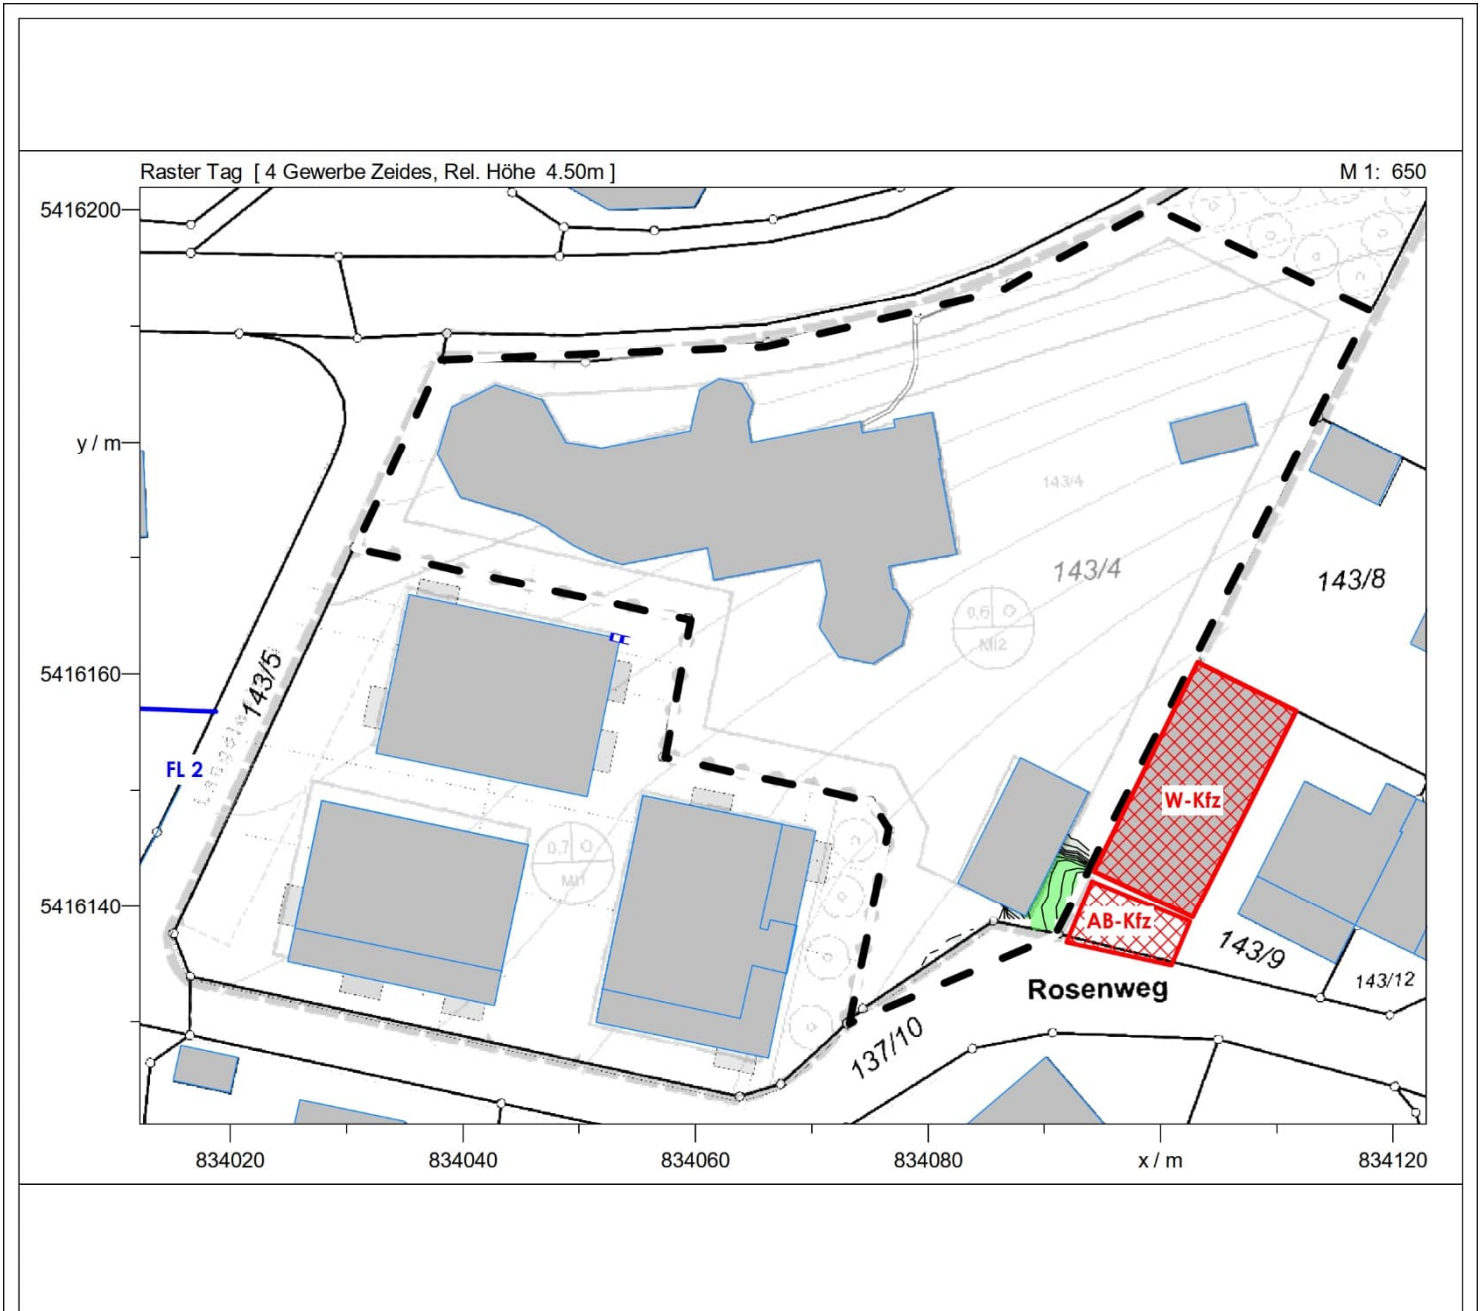 Raster Tag [ 4 Gewerbe Zeides, Rel. Höhe 4.50m ]
M 1: 650
5416200
y / m
143/4
143/4
143/8
0,6
MI2
5416160
143/5
FL 2
W-Kfz
0,7
MI1
5416140
AB-Kfz
143/9
143/12
Rosenweg
137/10
834020 834040 834060 834080 x / m 834120